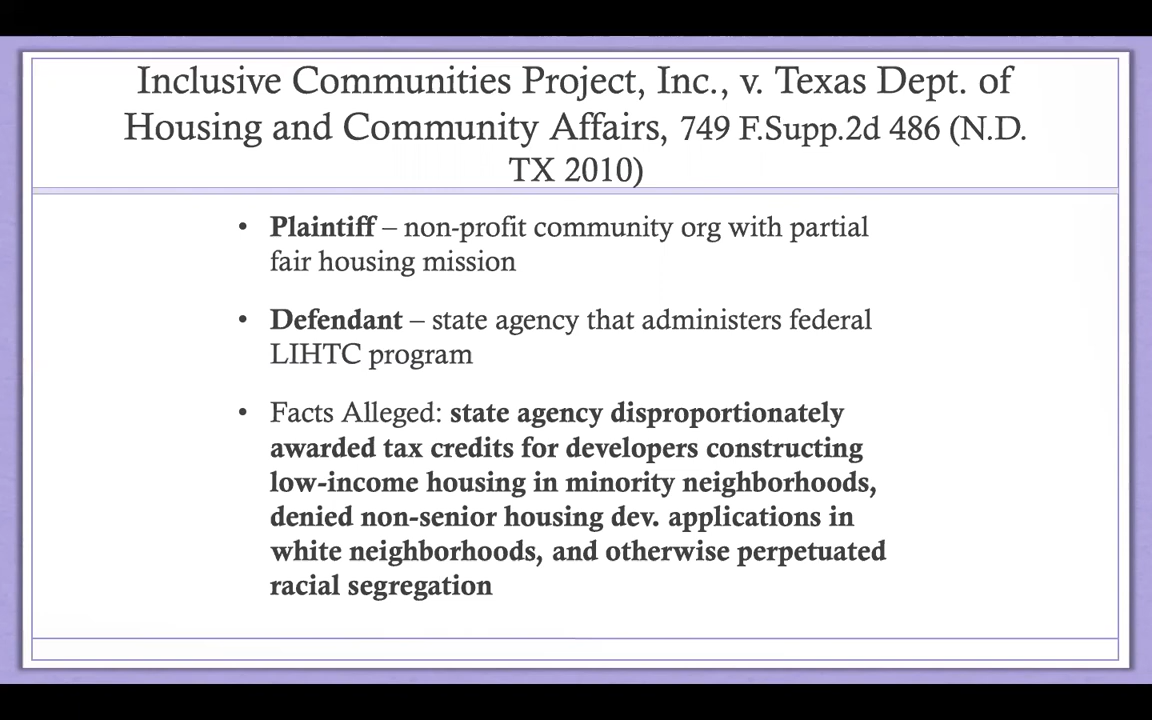 Inclusive Communities Project, Inc., v. Texas Dept. of
Housing and Community Affairs, 749 F.Supp.2d 486 (N.D.
TX 2010)
• Plaintiff – non-profit community org with partial
fair housing mission
• Defendant – state agency that administers federal
LIHTC program
• Facts Alleged: state agency disproportionately
awarded tax credits for developers constructing
low-income housing in minority neighborhoods,
denied non-senior housing dev. applications in
white neighborhoods, and otherwise perpetuated
racial segregation